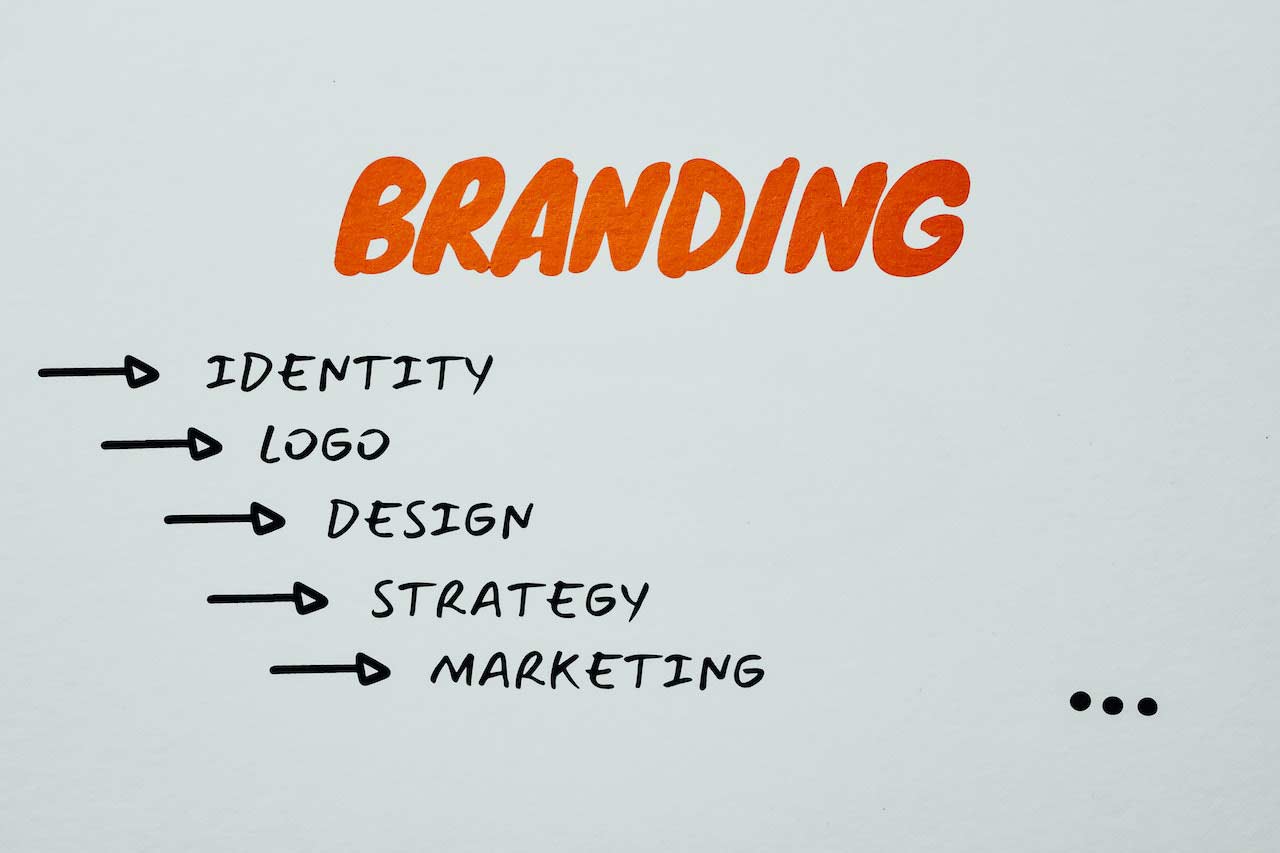 BRANDING
IDENTITY
LOGO
DESIGN
STRATEGY
MARKETING
...